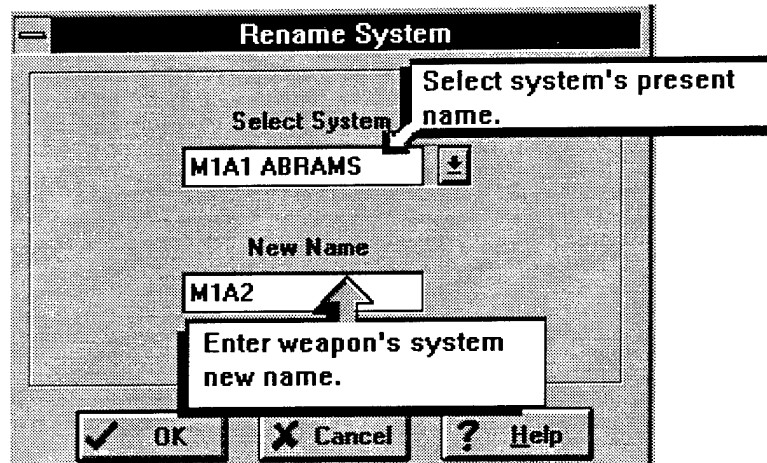 Rename System
Select system's present
name.
Select System
M1A1 ABRAMS
New Name
M1A2
Enter weapon's system
new name.
OK
Cancel
? Help